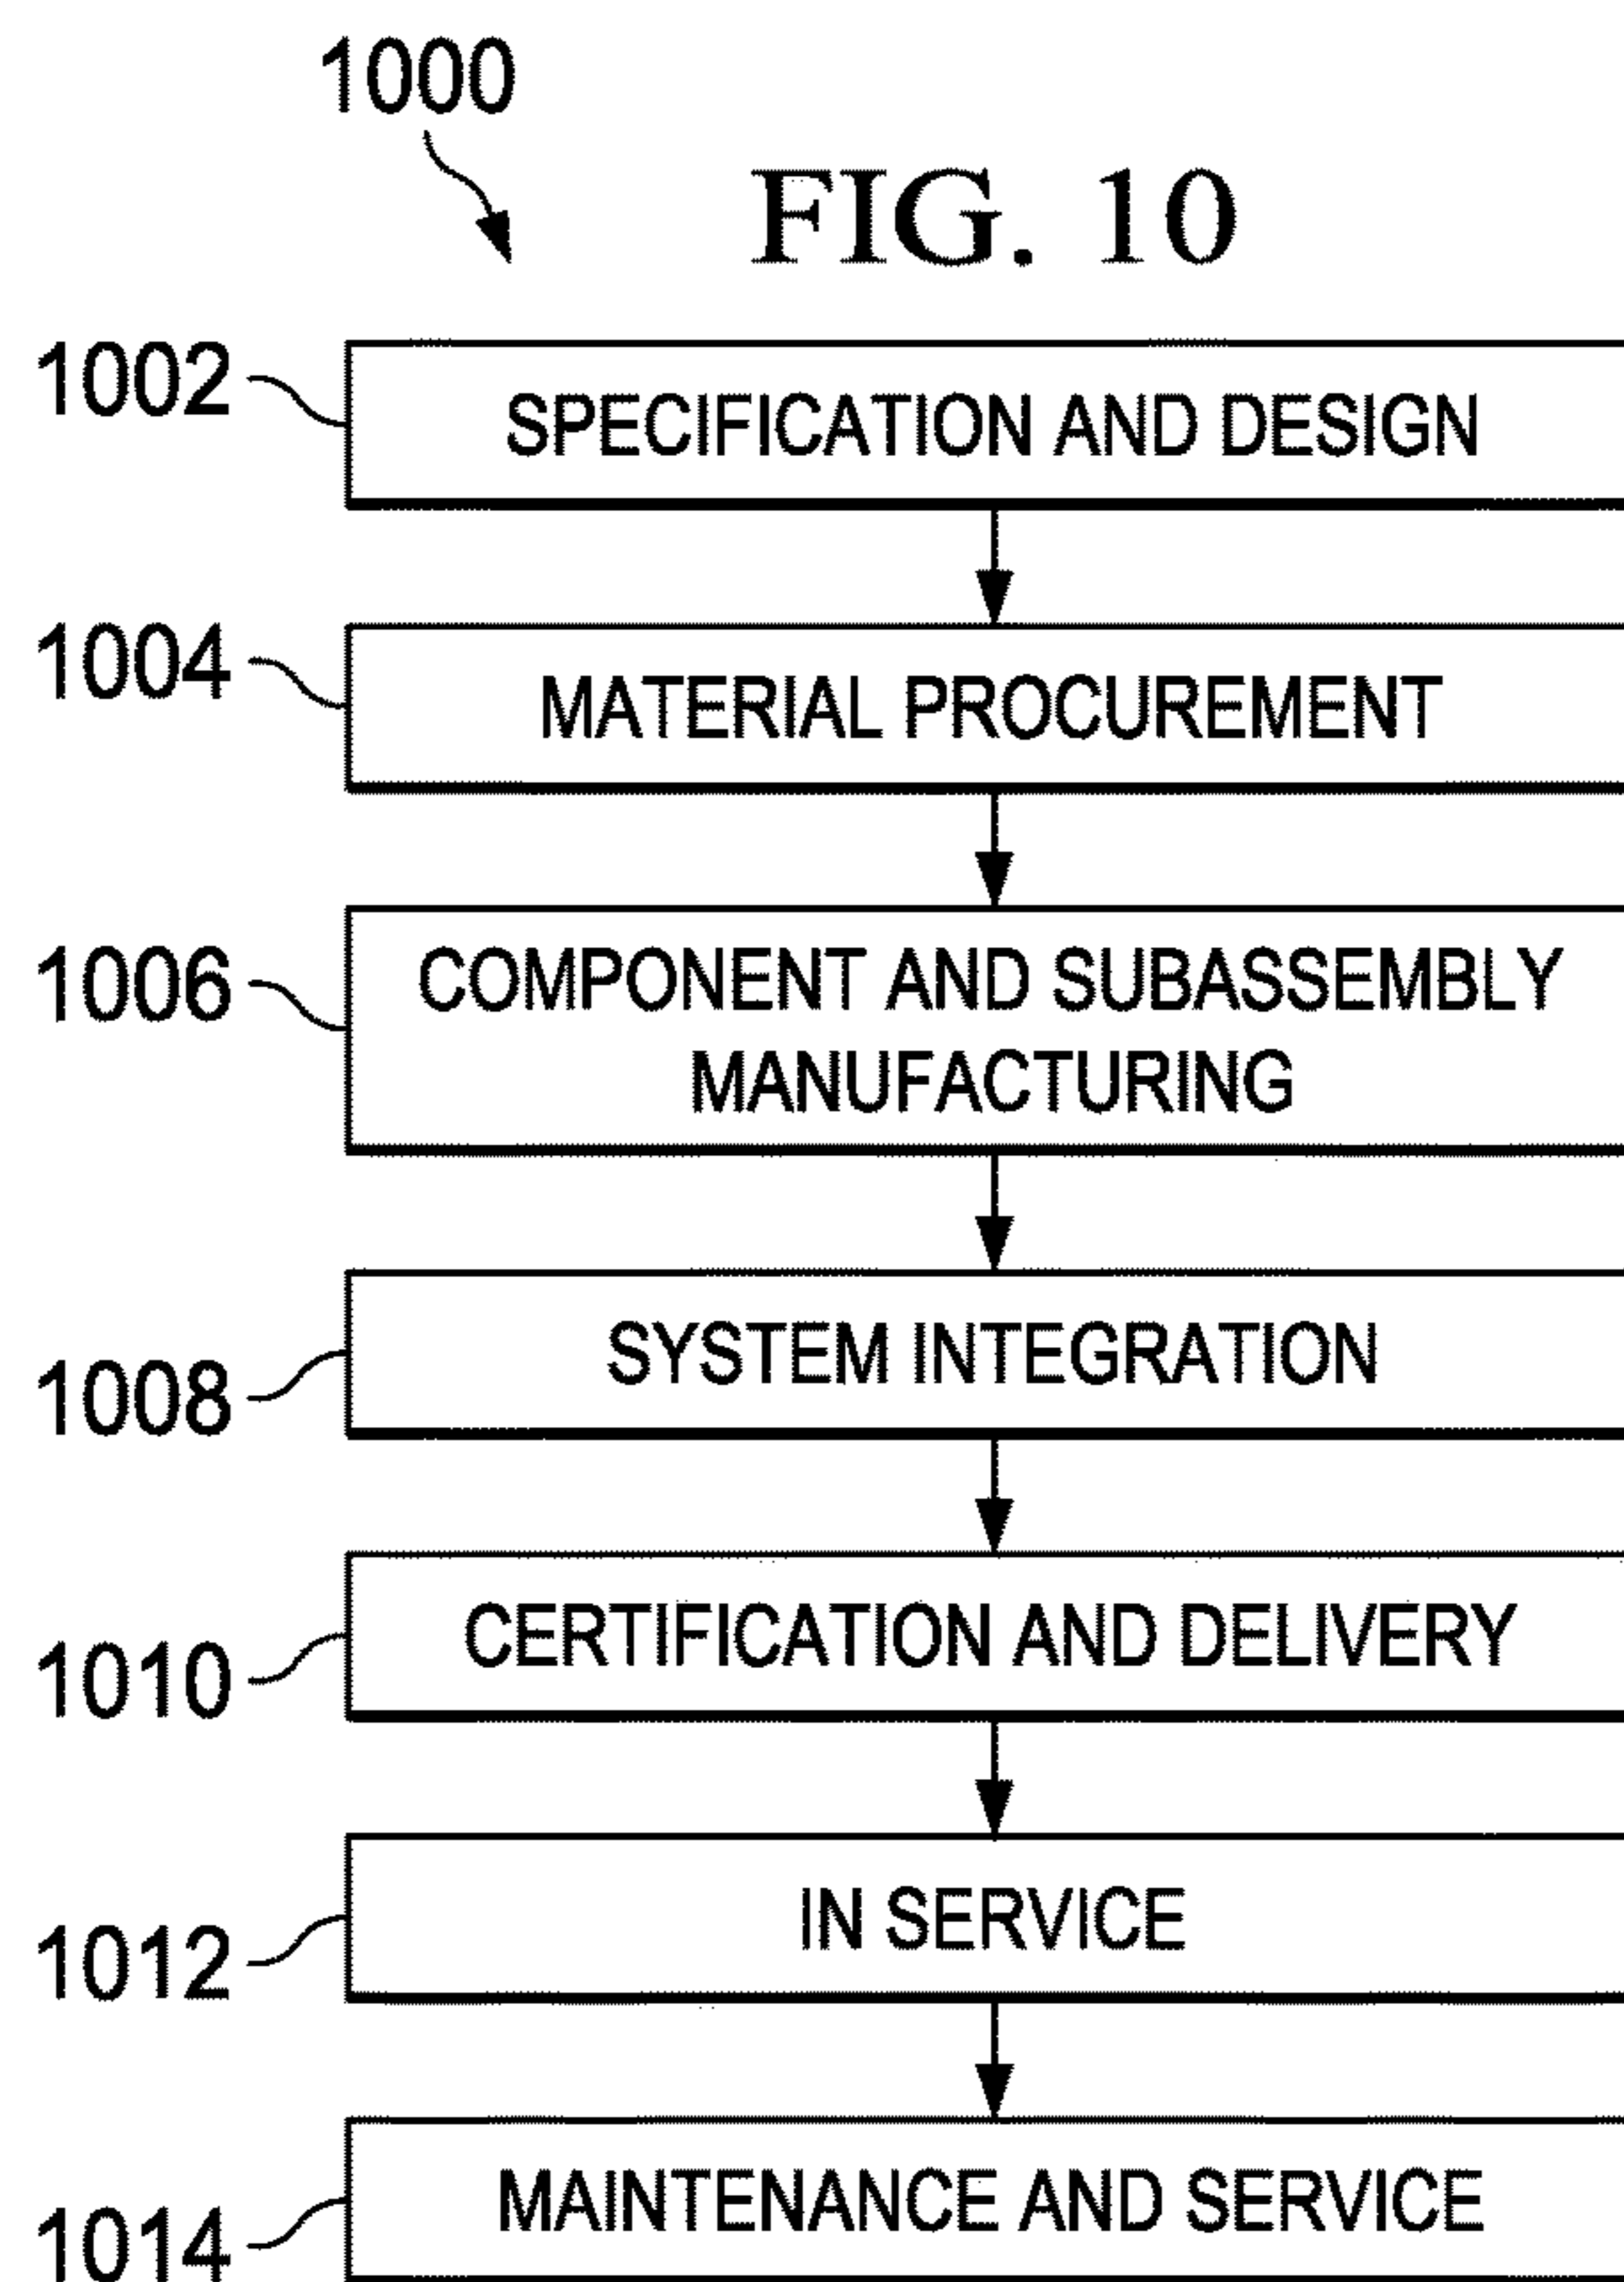 1000
FIG. 10
1002
SPECIFICATION AND DESIGN
1004
MATERIAL PROCUREMENT
1006
COMPONENT AND SUBASSEMBLY
MANUFACTURING
1008
SYSTEM INTEGRATION
1010
CERTIFICATION AND DELIVERY
1012
IN SERVICE
1014
MAINTENANCE AND SERVICE